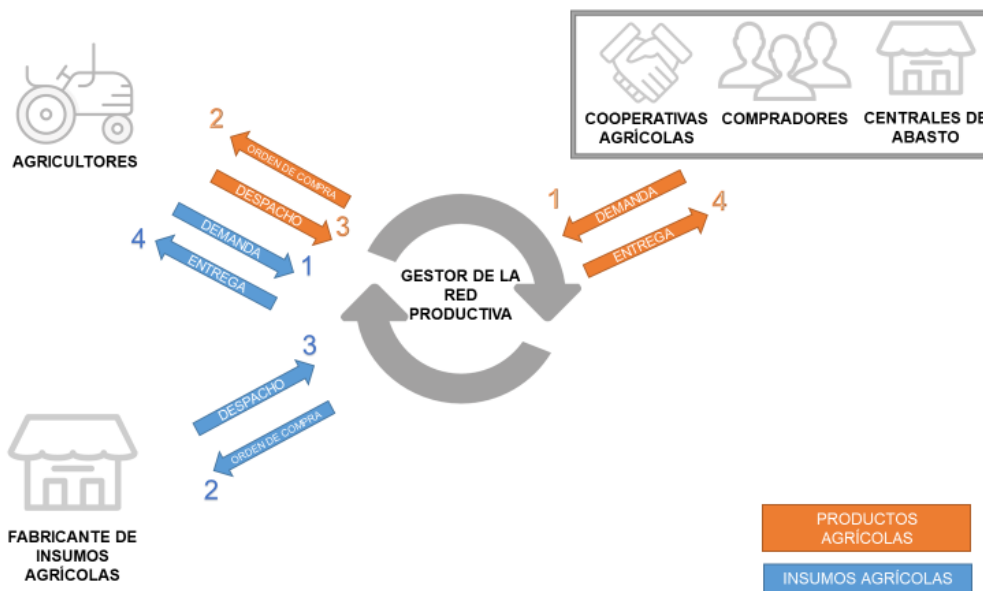 AGRICULTORES
COOPERATIVAS
AGRÍCOLAS
COMPRADORES
CENTRALES DE
ABASTO
2
ORDEN DE COMPRA
DESPACHO
3
DEMANDA
1
4
ENTREGA
1
DEMANDA
4
ENTREGA
GESTOR DE LA
RED
PRODUCTIVA
3
DESPACHO
ORDEN DE COMPRA
2
FABRICANTE DE
INSUMOS
AGRÍCOLAS
PRODUCTOS
AGRÍCOLAS
INSUMOS AGRÍCOLAS